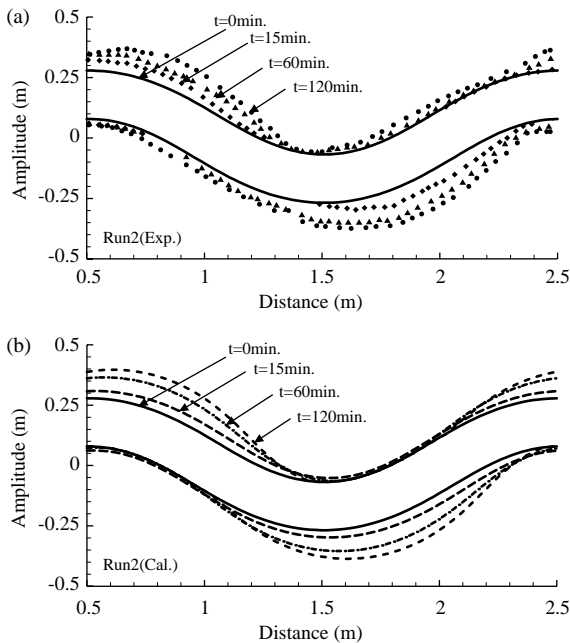 (a)
0.5
0.25
0
-0.25
-0.5
Amplitude (m)
t=0min.
t=15min.
t=60min.
t=120min.
Run2(Exp.)
0.5
1
1.5
2
2.5
Distance (m)
(b)
0.5
0.25
0
-0.25
-0.5
Amplitude (m)
t=0min.
t=15min.
t=60min.
t=120min.
Run2(Cal.)
0.5
1
1.5
2
2.5
Distance (m)